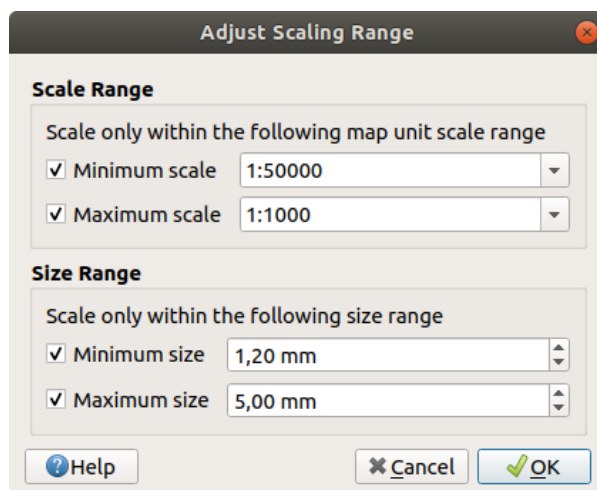 Adjust Scaling Range
Scale Range
Scale only within the following map unit scale range
Minimum scale 1:50000
Maximum scale 1:1000
Size Range
Scale only within the following size range
Minimum size 1,20 mm
Maximum size 5,00 mm
Help Cancel OK